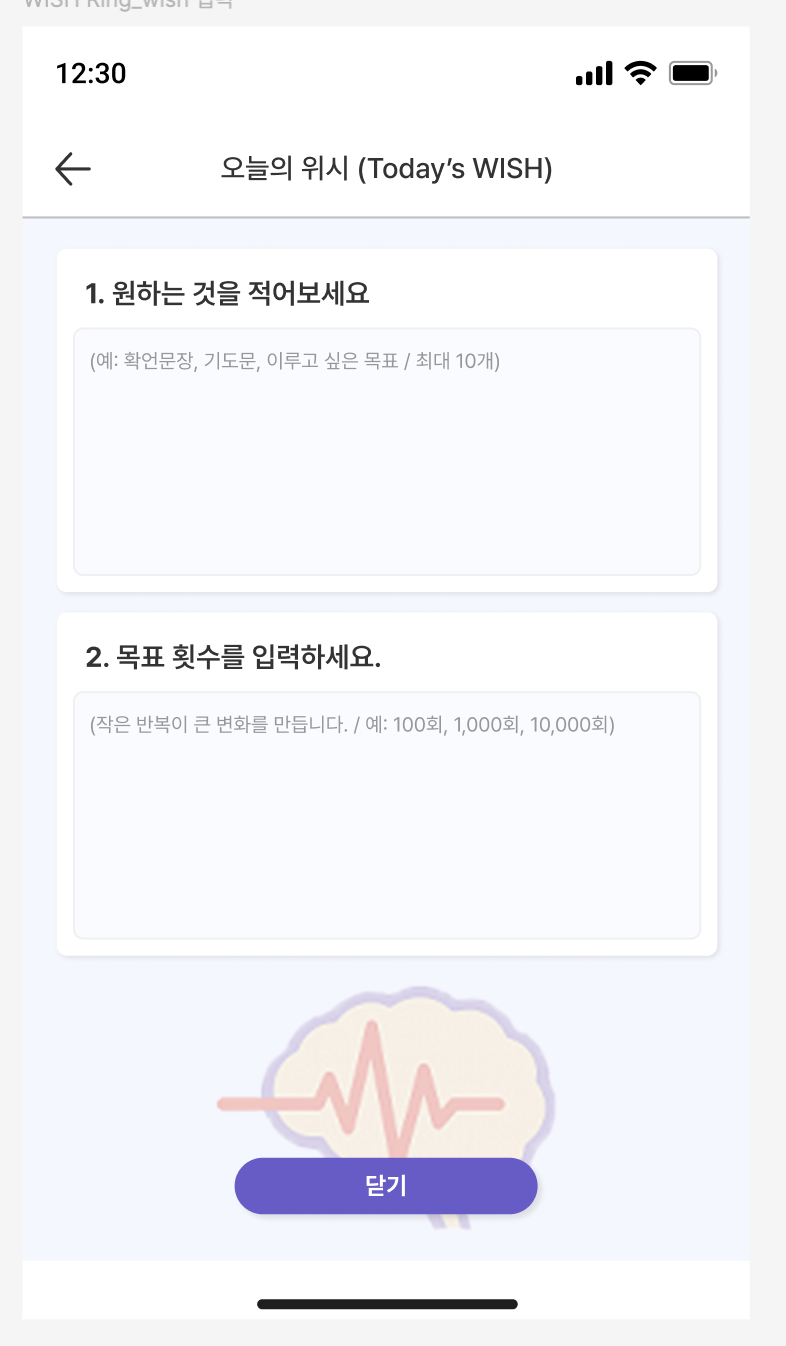 WISH Ring_wish 입력
12:30
오늘의 위시 (Today’s WISH)
1. 원하는 것을 적어보세요
(예: 확언문장, 기도문, 이루고 싶은 목표 / 최대 10개)
2. 목표 횟수를 입력하세요.
(작은 반복이 큰 변화를 만듭니다. / 예: 100회, 1,000회, 10,000회)
닫기